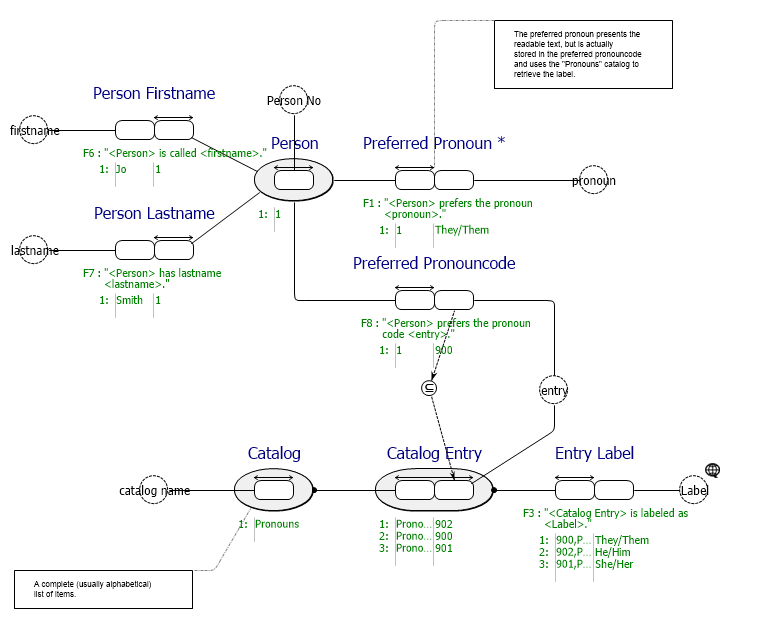 The preferred pronoun presents the
readable text, but is actually
stored in the preferred pronouncode
and uses the "Pronouns" catalog to
retrieve the label.
Person Firstname
Person No
firstname
Person
Preferred Pronoun *
F6 : "<Person> is called <firstname>."
1: Jo 1
pronoun
Person Lastname
1: 1
F1 : "<Person> prefers the pronoun
<pronoun>."
1: 1 They/Them
lastname
Preferred Pronouncode
F7 : "<Person> has lastname
<lastname>."
1: Smith 1
F8 : "<Person> prefers the pronoun
code <entry>."
1: 1 900
⊆
entry
Catalog
Catalog Entry
Entry Label
catalog name
Label
1: Pronouns
1: Prono... 902
2: Prono... 900
3: Prono... 901
F3 : "<Catalog Entry> is labeled as
<Label>."
1: 900,P... They/Them
2: 902,P... He/Him
3: 901,P... She/Her
A complete (usually alphabetical)
list of items.